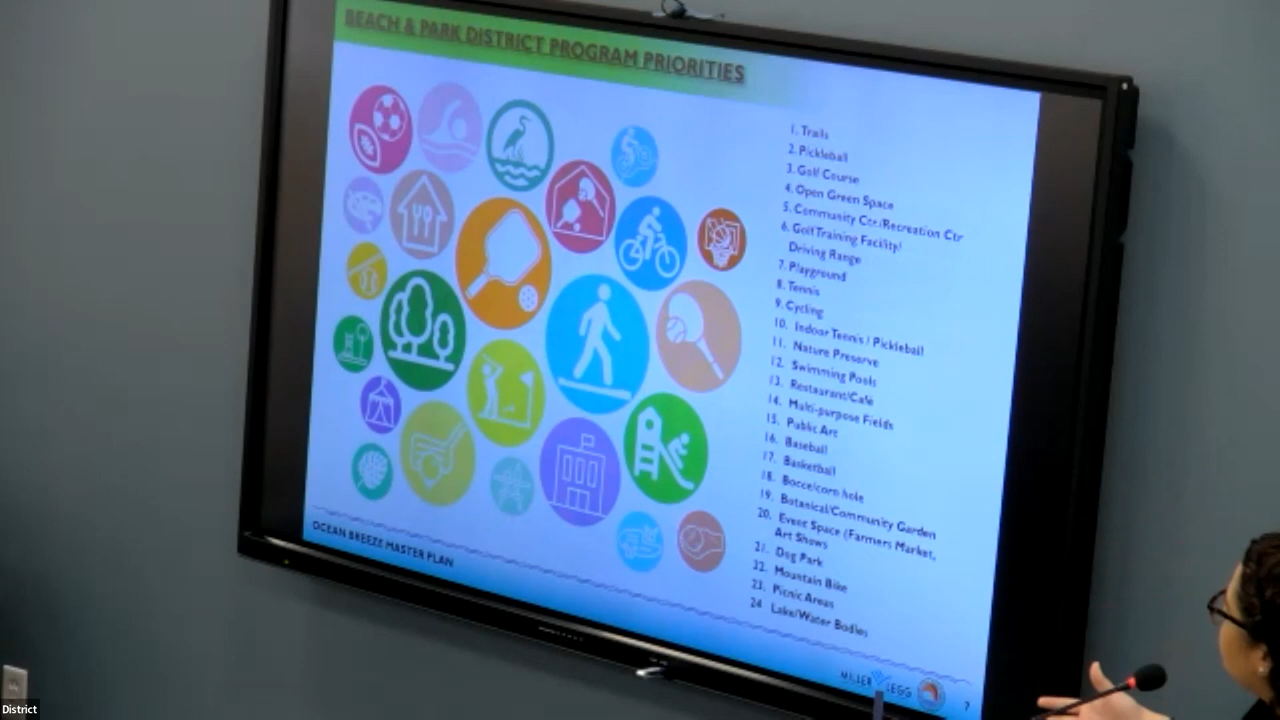 BEACH & PARK DISTRICT PROGRAM PRIORITIES
1. Trails
2. Pickleball
3. Golf Course
4. Open Green Space
5. Community Ctr/Recreation Ctr
6. Golf Training Facility/
Driving Range
7. Playground
8. Tennis
9. Cycling
10. Indoor Tennis / Pickleball
11. Nature Preserve
12. Swimming Pools
13. Restaurant/Café
14. Multi-purpose Fields
15. Public Art
16. Baseball
17. Basketball
18. Bocce/corn hole
19. Botanical/Community Garden
20. Event Space (Farmers Market,
Art Shows
21. Dog Park
22. Mountain Bike
23. Picnic Areas
24 Lake/Water Bodies
OCEAN BREEZE MASTER PLAN
MILLER LEGG
7
District